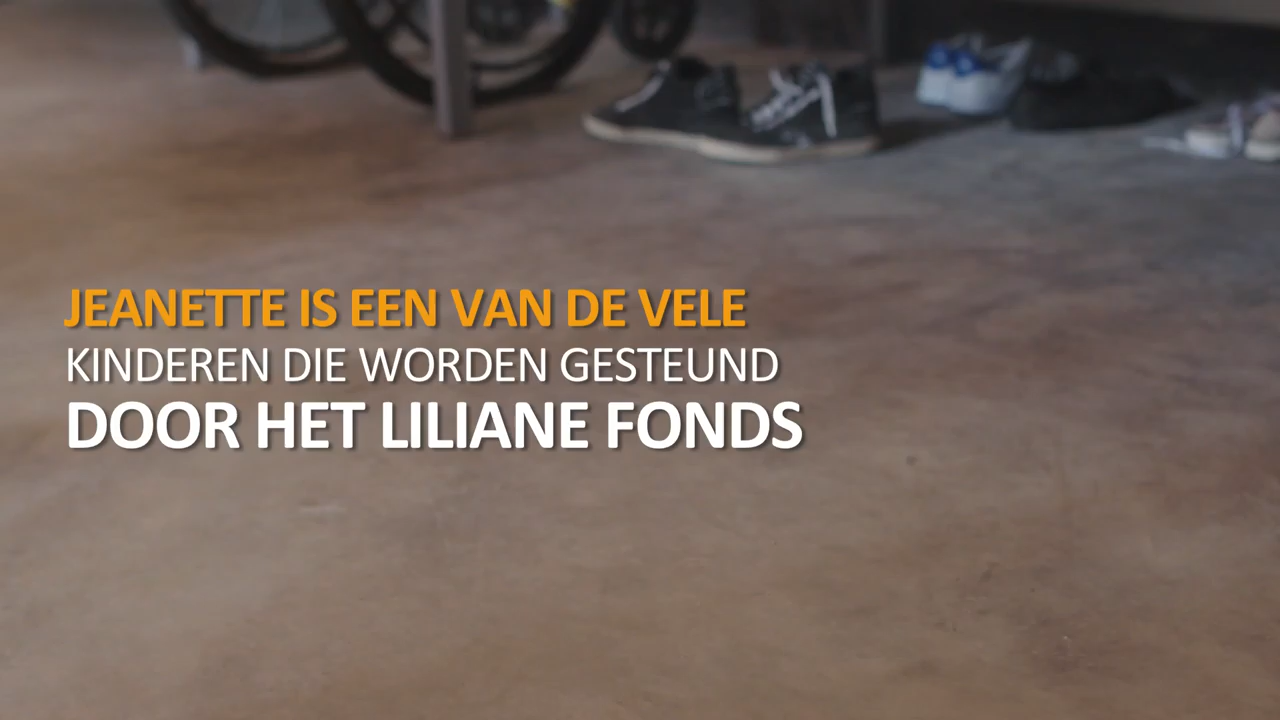 JEANETTE IS EEN VAN DE VELE
KINDEREN DIE WORDEN GESTEUND
DOOR HET LILIANE FONDS